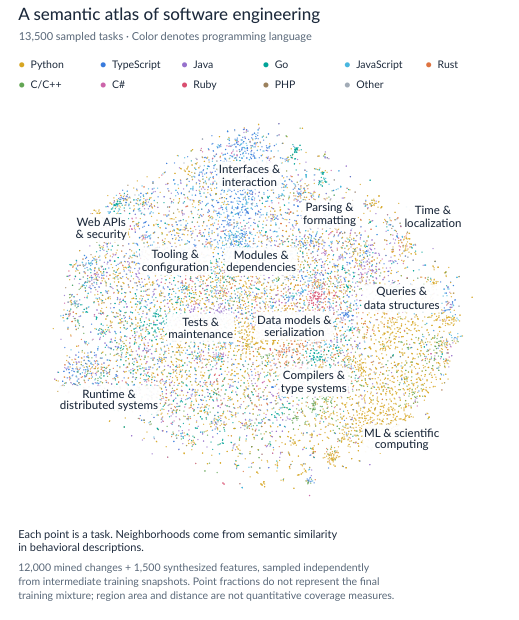 A semantic atlas of software engineering
13,500 sampled tasks · Color denotes programming language
Python TypeScript Java Go JavaScript Rust
C/C++ C# Ruby PHP Other
Interfaces &
interaction
Parsing &
formatting
Time &
localization
Web APIs
& security
Tooling &
configuration
Modules &
dependencies
Queries &
data structures
Tests &
maintenance
Data models &
serialization
Compilers &
type systems
Runtime &
distributed systems
ML & scientific
computing
Each point is a task. Neighborhoods come from semantic similarity
in behavioral descriptions.
12,000 mined changes + 1,500 synthesized features, sampled independently
from intermediate training snapshots. Point fractions do not represent the final
training mixture; region area and distance are not quantitative coverage measures.